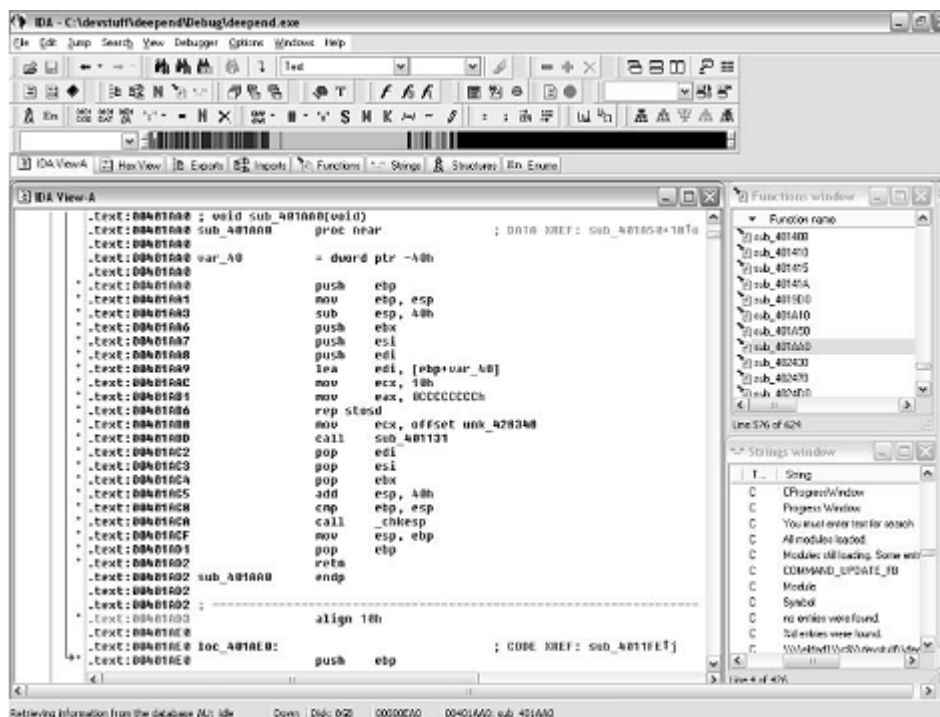 IDA - C:\devstuff\deepend\Debug\deepend.exe
File Edit Jump Search View Debugger Options Windows Help
Text
IDA View-A Hex View Exports Imports Functions Strings Structures En Enums
IDA View-A
.text:00401AA0 ; void sub_401AA0(void)
.text:00401AA0 sub_401AA0 proc near ; DATA XREF: sub_401A50+18↑o
.text:00401AA0
.text:00401AA0 var_40 = dword ptr -40h
.text:00401AA0
.text:00401AA0 push ebp
.text:00401AA1 mov ebp, esp
.text:00401AA3 sub esp, 40h
.text:00401AA6 push ebx
.text:00401AA7 push esi
.text:00401AA8 push edi
.text:00401AA9 lea edi, [ebp+var_40]
.text:00401AAC mov ecx, 10h
.text:00401AB1 mov eax, 0CCCCCCCCh
.text:00401AB6 rep stosd
.text:00401AB8 mov ecx, offset unk_428348
.text:00401ABD call sub_401131
.text:00401AC2 pop edi
.text:00401AC3 pop esi
.text:00401AC4 pop ebx
.text:00401AC5 add esp, 40h
.text:00401AC8 cmp ebp, esp
.text:00401ACA call _chkesp
.text:00401ACF mov esp, ebp
.text:00401AD1 pop ebp
.text:00401AD2 retn
.text:00401AD2 sub_401AA0 endp
.text:00401AD2
.text:00401AD2 ; ---------------------------------------------------------------
.text:00401AD3 align 10h
.text:00401AE0
.text:00401AE0 loc_401AE0: ; CODE XREF: sub_4011FE↑j
.text:00401AE0 push ebp
Functions window
Function name
sub_40140B
sub_401410
sub_401415
sub_40141A
sub_4019D0
sub_401A10
sub_401A50
sub_401AA0
sub_402430
sub_402470
sub_4024D0
Line 576 of 624
Strings window
T... String
C CProgressWindow
C Progress Window
C You must enter text for search
C All modules loaded.
C Modules still loading. Some entr
C COMMAND_UPDATE_FB
C Module
C Symbol
C no entries were found.
C %d entries were found.
C
Line 4 of 426
Retrieving information from the database AU: idle Down Disk: 6GB 00000EA0 00401AA0: sub_401AA0